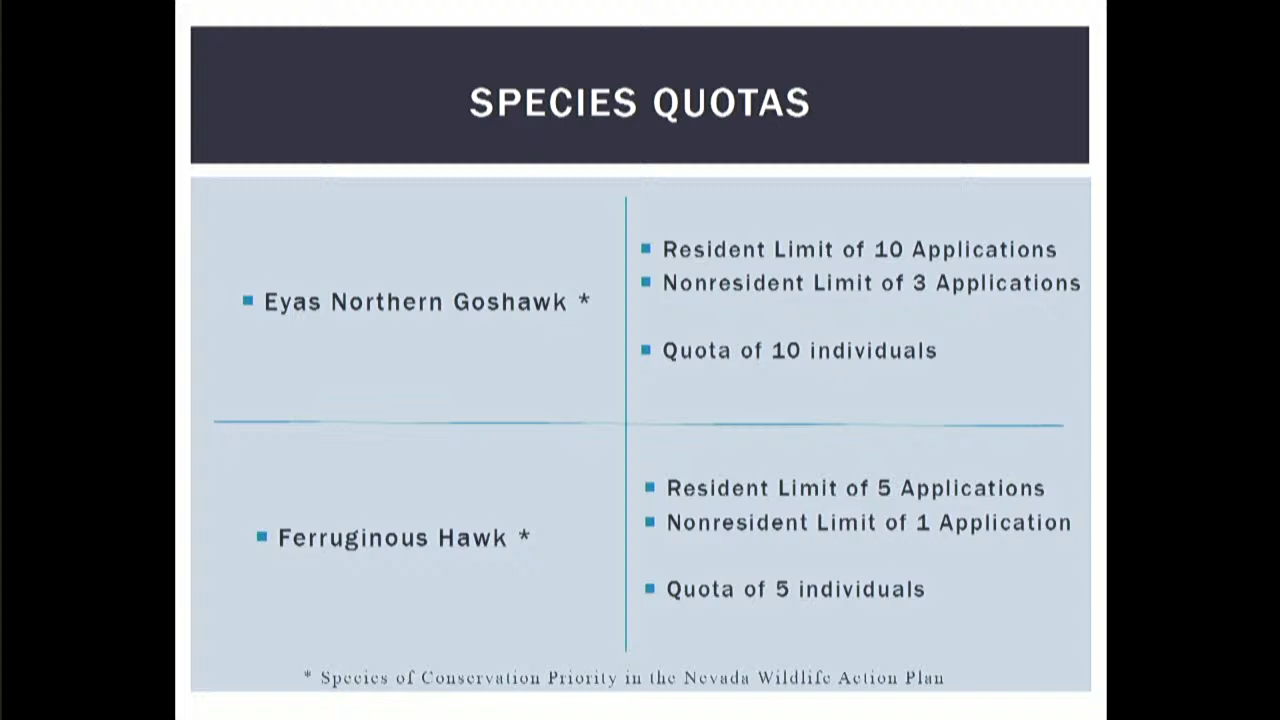 SPECIES QUOTAS
Eyas Northern Goshawk *
Resident Limit of 10 Applications
Nonresident Limit of 3 Applications
Quota of 10 individuals
Ferruginous Hawk *
Resident Limit of 5 Applications
Nonresident Limit of 1 Application
Quota of 5 individuals
* Species of Conservation Priority in the Nevada Wildlife Action Plan